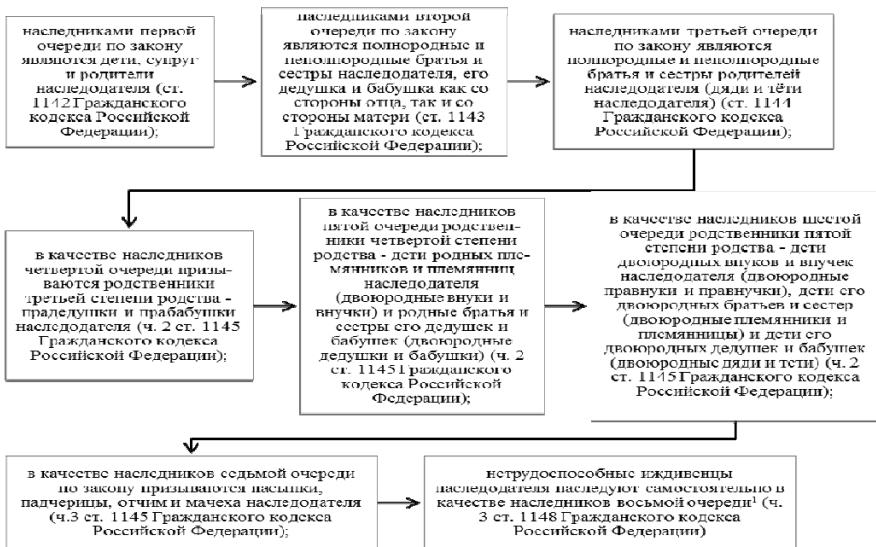 наследниками первой
очереди по закону
являются дети, супруг
и родители
наследодателя (ст.
1142 Гражданского
кодекса Российской
Федерации);
наследниками второй
очереди по закону
являются полнородные и
неполнородные братья и
сестры наследодателя, его
дедушка и бабушка как со
стороны отца, так и со
стороны матери (ст. 1143
Гражданского кодекса
Российской Федерации);
наследниками третьей очереди
по закону являются
полнородные и неполнородные
братья и сестры родителей
наследодателя (дяди и тёти
наследодателя) (ст. 1144
Гражданского кодекса
Российской Федерации);
в качестве наследников
четвертой очереди призы-
ваются родственники
третьей степени родства -
прадедушки и прабабушки
наследодателя (ч. 2 ст. 1145
Гражданского кодекса
Российской Федерации);
в качестве наследников
пятой очереди родствен-
ники четвертой степени
родства - дети родных пле-
мянников и племянниц
наследодателя
(двоюродные внуки и
внучки) и родные братья и
сестры его дедушек и
бабушек (двоюродные
дедушки и бабушки) (ч. 2
ст. 1145 Гражданского
кодекса Российской
Федерации);
в качестве наследников шестой
очереди родственники пятой
степени родства - дети
двоюродных внуков и внучек
наследодателя (двоюродные
правнуки и правнучки), дети его
двоюродных братьев и сестер
(двоюродные племянники и
племянницы) и дети его
двоюродных дедушек и бабушек
(двоюродные дяди и тети) (ч. 2
ст. 1145 Гражданского кодекса
Российской Федерации);
в качестве наследников седьмой очереди
по закону призываются пасынки,
падчерицы, отчим и мачеха наследодателя
(ч.3 ст. 1145 Гражданского кодекса
Российской Федерации);
нетрудоспособные иждивенцы
наследодателя наследуют самостоятельно в
качестве наследников восьмой очереди¹ (ч.
3 ст. 1148 Гражданского кодекса
Российской Федерации)